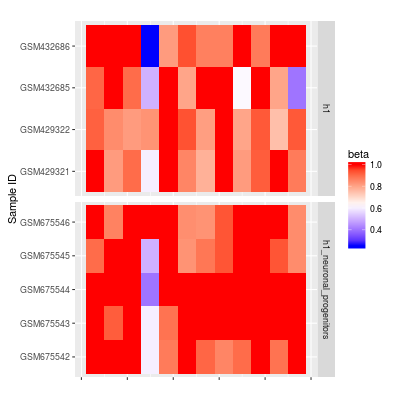 GSM432686
GSM432685
GSM429322
GSM429321
h1
GSM675546
GSM675545
GSM675544
GSM675543
GSM675542
h1_neuronal_progenitors
Sample ID
beta
1.0
0.8
0.6
0.4